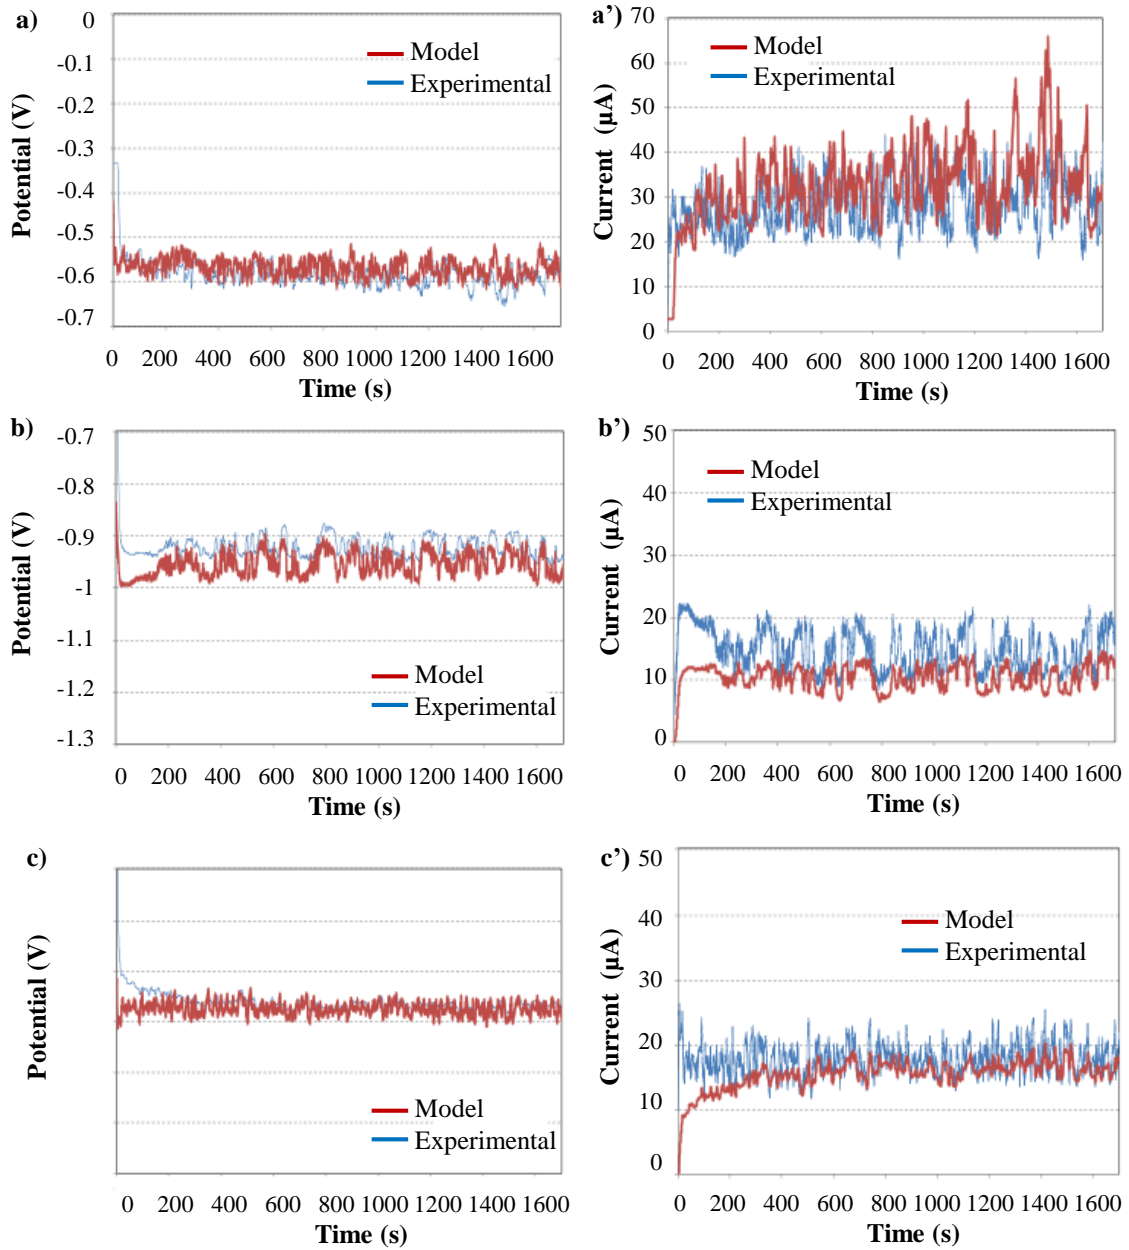 a)
0
-0.1
-0.2
-0.3
-0.4
-0.5
-0.6
-0.7
Potential (V)
Model
Experimental
0 200 400 600 800 1000 1200 1400 1600
Time (s)
a')
70
60
50
40
30
20
10
0
Current (µA)
Model
Experimental
0 200 400 600 800 1000 1200 1400 1600
Time (s)
b)
-0.7
-0.8
-0.9
-1
-1.1
-1.2
-1.3
Potential (V)
Model
Experimental
0 200 400 600 800 1000 1200 1400 1600
Time (s)
b')
50
40
30
20
10
0
Current (µA)
Model
Experimental
0 200 400 600 800 1000 1200 1400 1600
Time (s)
c)
Potential (V)
Model
Experimental
0 200 400 600 800 1000 1200 1400 1600
Time (s)
c')
50
40
30
20
10
0
Current (µA)
Model
Experimental
0 200 400 600 800 1000 1200 1400 1600
Time (s)